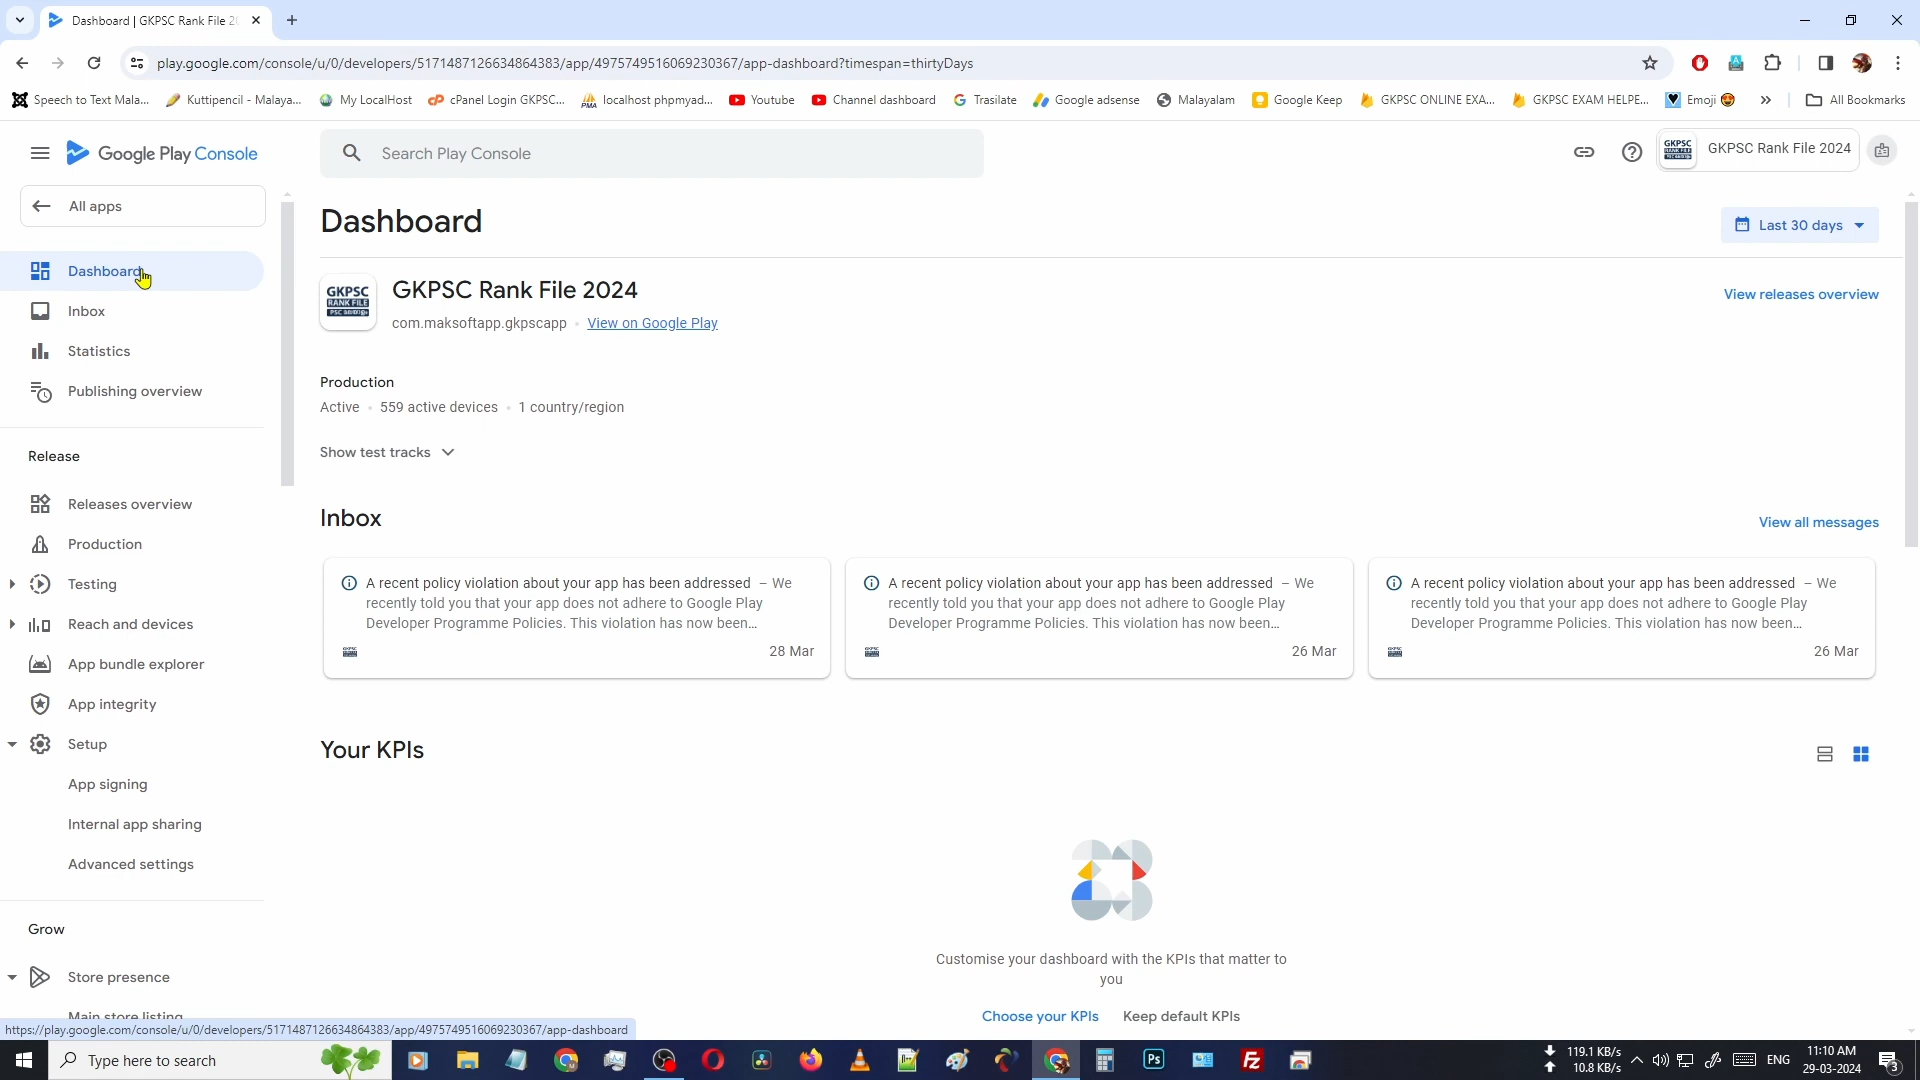 Dashboard | GKPSC Rank File 2
play.google.com/console/u/0/developers/5171487126634864383/app/4975749516069230367/app-dashboard?timespan=thirtyDays
Speech to Text Mala...
Kuttipencil - Malaya...
My LocalHost
cPanel Login GKPSC...
localhost phpmyad...
Youtube
Channel dashboard
Trasilate
Google adsense
Malayalam
Google Keep
GKPSC ONLINE EXA...
GKPSC EXAM HELPE...
Emoji 😍
All Bookmarks
Google Play Console
Search Play Console
GKPSC Rank File 2024
All apps
Dashboard
Inbox
Statistics
Publishing overview
Release
Releases overview
Production
Testing
Reach and devices
App bundle explorer
App integrity
Setup
App signing
Internal app sharing
Advanced settings
Grow
Store presence
Main store listing
Dashboard
Last 30 days
GKPSC
RANK FILE
GKPSC Rank File 2024
com.maksoftapp.gkpscapp • View on Google Play
View releases overview
Production
Active • 559 active devices • 1 country/region
Show test tracks
Inbox
View all messages
A recent policy violation about your app has been addressed – We
recently told you that your app does not adhere to Google Play
Developer Programme Policies. This violation has now been...
28 Mar
A recent policy violation about your app has been addressed – We
recently told you that your app does not adhere to Google Play
Developer Programme Policies. This violation has now been...
26 Mar
A recent policy violation about your app has been addressed – We
recently told you that your app does not adhere to Google Play
Developer Programme Policies. This violation has now been...
26 Mar
Your KPIs
Customise your dashboard with the KPIs that matter to
you
Choose your KPIs
Keep default KPIs
https://play.google.com/console/u/0/developers/5171487126634864383/app/4975749516069230367/app-dashboard
Type here to search
Ps
Fz
119.1 KB/s
10.8 KB/s
ENG
11:10 AM
29-03-2024
3